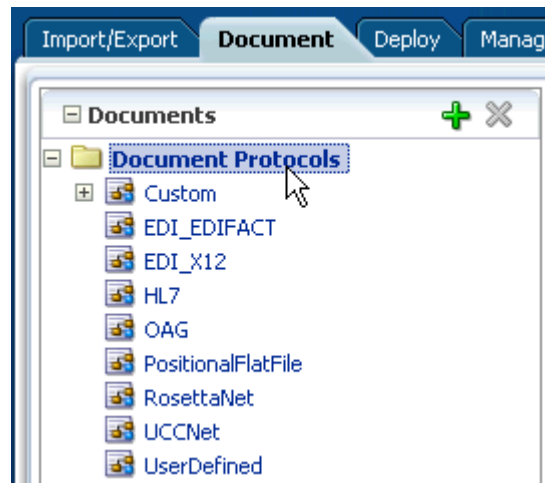 Import/Export Document Deploy Manag
Documents
Document Protocols
Custom
EDI_EDIFACT
EDI_X12
HL7
OAG
PositionalFlatFile
RosettaNet
UCCNet
UserDefined